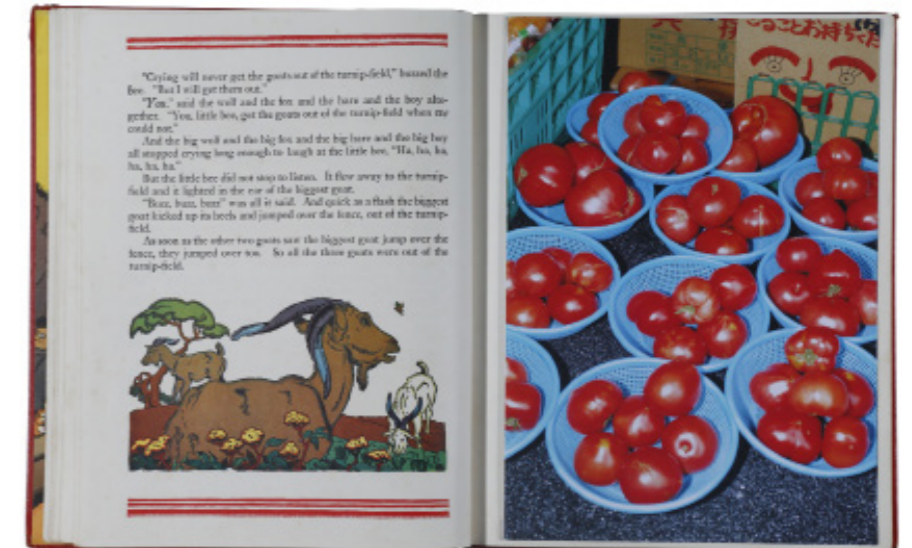 "Crying will never get the goats out of the turnip-field," buzzed the
Bee. "But I will get them out."
"You," said the wolf and the fox and the hare and the boy alto-
gether. "You, little bee, get the goats out of the turnip-field when we
could not."
And the big wolf and the big fox and the big hare and the big boy
all stopped crying long enough to laugh at the little bee, "Ha, ha, ha,
ha, ha, ha."
But the little bee did not stop to listen. It flew away to the turnip-
field and it lighted in the ear of the biggest goat.
"Buzz, buzz, buzz" was all it said. And quick as a flash the biggest
goat kicked up its heels and jumped over the fence, out of the turnip-
field.
As soon as the other two goats saw the biggest goat jump over the
fence, they jumped over too. So all the three goats were out of the
turnip-field.
ることお待ちくだ